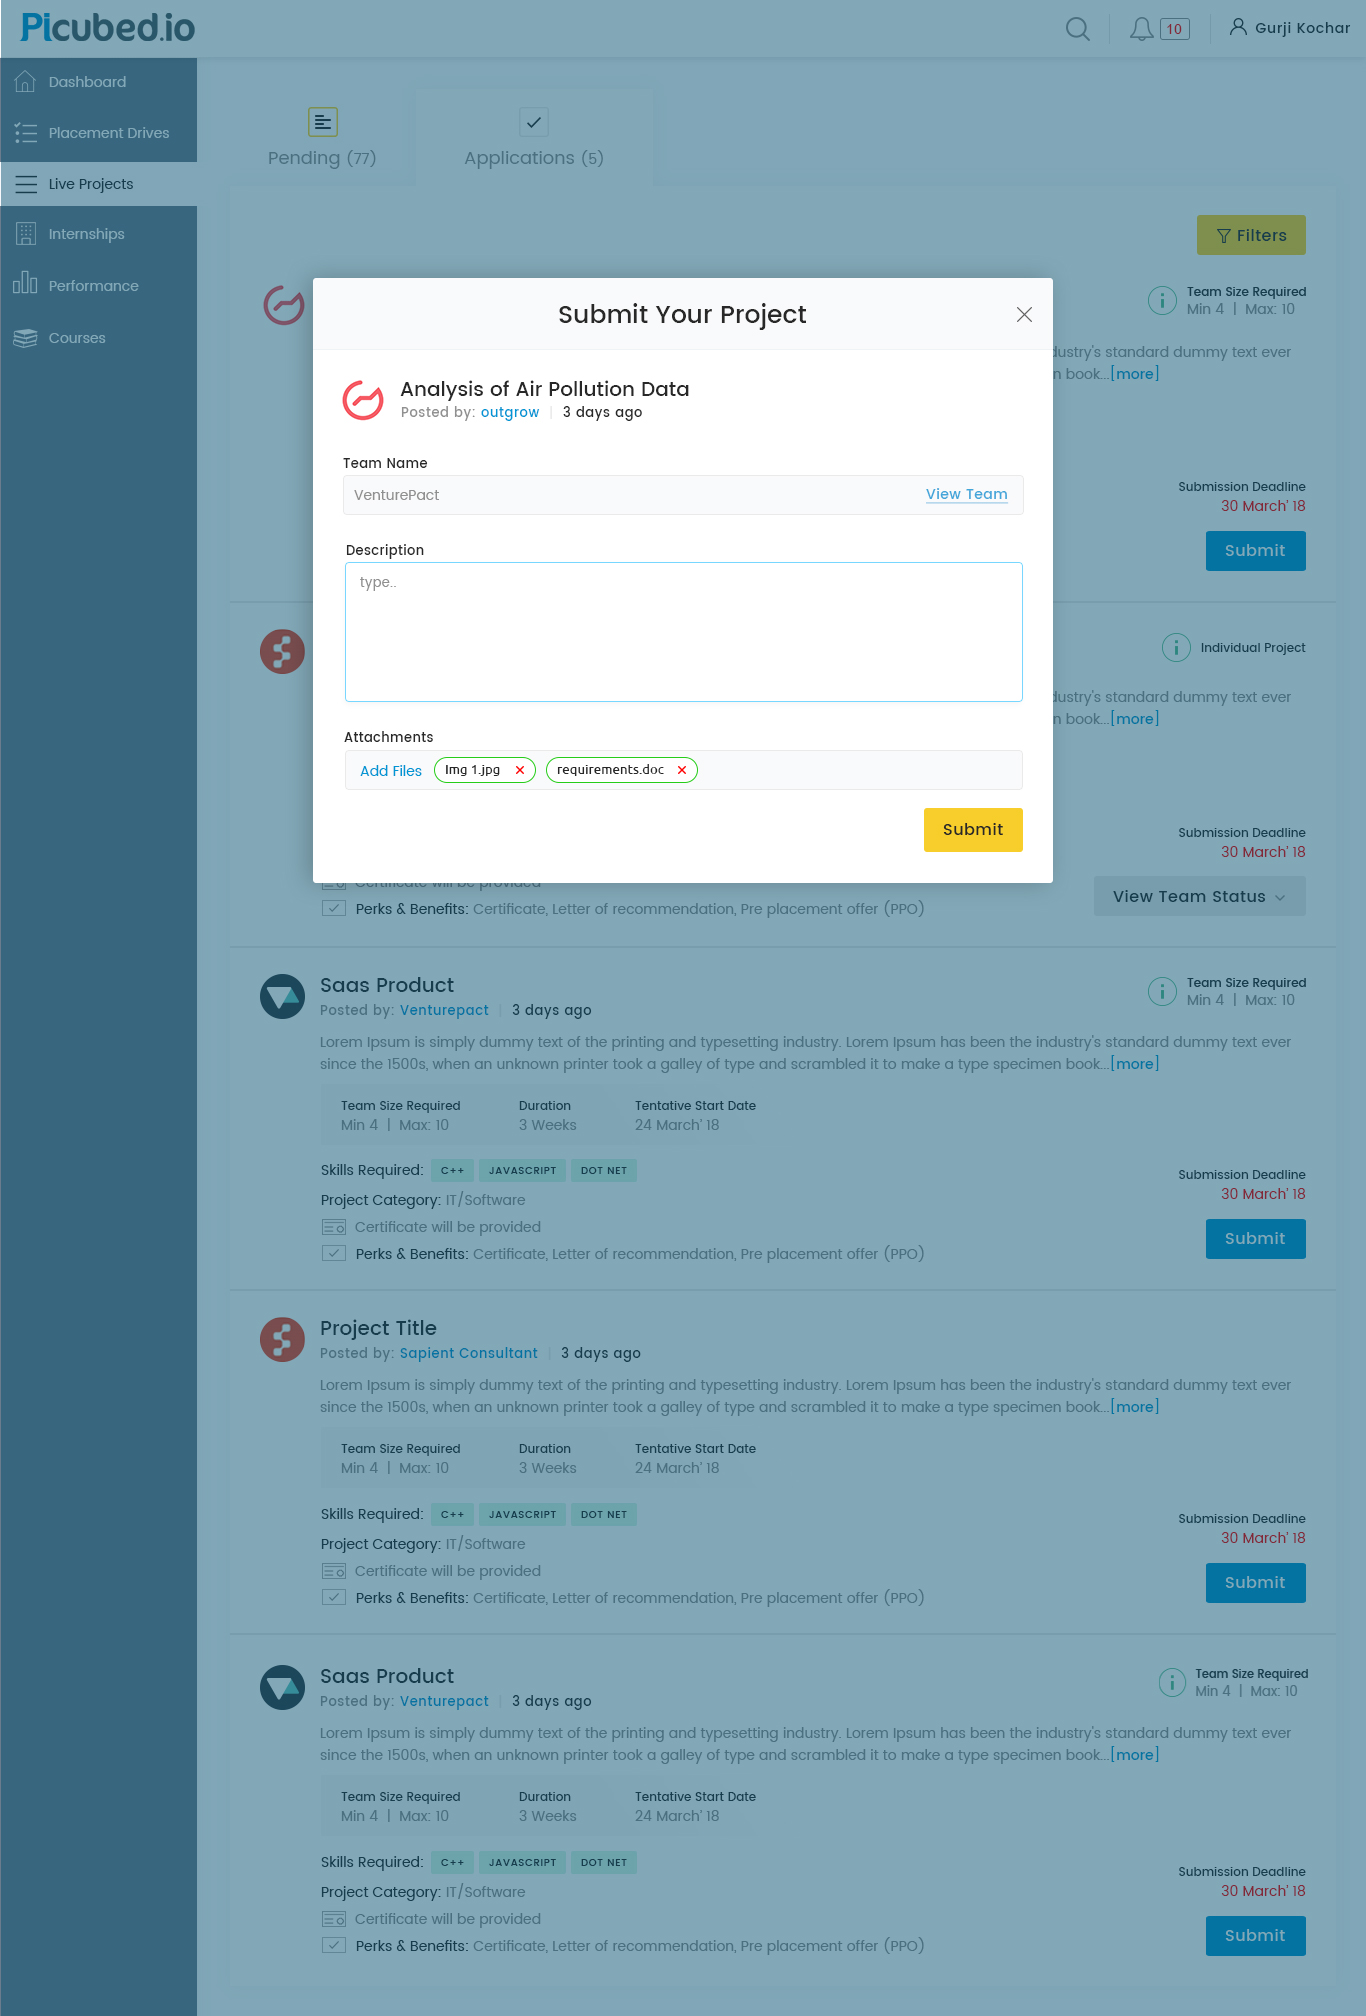 Picubed.io
10
Gurji Kochar
Dashboard
Placement Drives
Live Projects
Internships
Performance
Courses
Pending (77)
Applications (5)
Filters
Team Size Required
Min 4 | Max: 10
dustry's standard dummy text ever
n book...[more]
Submission Deadline
30 March' 18
Submit
Submit Your Project
Analysis of Air Pollution Data
Posted by: outgrow | 3 days ago
Team Name
VenturePact
View Team
Description
type..
Attachments
Add Files
Img 1.jpg
requirements.doc
Submit
Individual Project
dustry's standard dummy text ever
n book...[more]
Submission Deadline
30 March' 18
View Team Status
Certificate will be provided
Perks & Benefits: Certificate, Letter of recommendation, Pre placement offer (PPO)
Saas Product
Posted by: Venturepact | 3 days ago
Team Size Required
Min 4 | Max: 10
Lorem Ipsum is simply dummy text of the printing and typesetting industry. Lorem Ipsum has been the industry's standard dummy text ever
since the 1500s, when an unknown printer took a galley of type and scrambled it to make a type specimen book...[more]
Team Size Required Duration Tentative Start Date
Min 4 | Max: 10 3 Weeks 24 March' 18
Skills Required: C++ JAVASCRIPT DOT NET
Project Category: IT/Software
Certificate will be provided
Perks & Benefits: Certificate, Letter of recommendation, Pre placement offer (PPO)
Submission Deadline
30 March' 18
Submit
Project Title
Posted by: Sapient Consultant | 3 days ago
Lorem Ipsum is simply dummy text of the printing and typesetting industry. Lorem Ipsum has been the industry's standard dummy text ever
since the 1500s, when an unknown printer took a galley of type and scrambled it to make a type specimen book...[more]
Team Size Required Duration Tentative Start Date
Min 4 | Max: 10 3 Weeks 24 March' 18
Skills Required: C++ JAVASCRIPT DOT NET
Project Category: IT/Software
Certificate will be provided
Perks & Benefits: Certificate, Letter of recommendation, Pre placement offer (PPO)
Submission Deadline
30 March' 18
Submit
Saas Product
Posted by: Venturepact | 3 days ago
Team Size Required
Min 4 | Max: 10
Lorem Ipsum is simply dummy text of the printing and typesetting industry. Lorem Ipsum has been the industry's standard dummy text ever
since the 1500s, when an unknown printer took a galley of type and scrambled it to make a type specimen book...[more]
Team Size Required Duration Tentative Start Date
Min 4 | Max: 10 3 Weeks 24 March' 18
Skills Required: C++ JAVASCRIPT DOT NET
Project Category: IT/Software
Certificate will be provided
Perks & Benefits: Certificate, Letter of recommendation, Pre placement offer (PPO)
Submission Deadline
30 March' 18
Submit